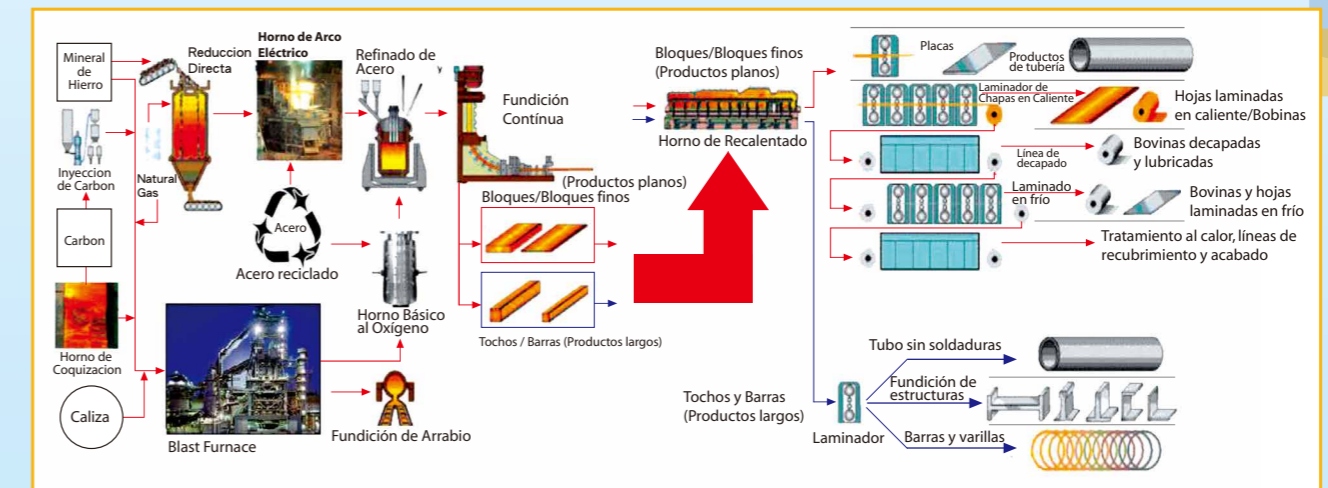 Mineral
de
Hierro
Reduccion
Directa
Horno de Arco
Eléctrico
Refinado de
Acero
y
Fundición
Contínua
Inyeccion
de Carbon
Natural
Gas
Carbon
Horno de
Coquizacion
Caliza
Acero
Acero reciclado
Horno Básico
al Oxígeno
Blast Furnace
Fundición de Arrabio
(Productos planos)
Bloques/Bloques finos
Tochos / Barras (Productos largos)
Bloques/Bloques finos
(Productos planos)
Horno de Recalentado
Placas
Productos
de tubería
Laminador de
Chapas en Caliente
Hojas laminadas
en caliente/Bobinas
Línea de
decapado
Bovinas decapadas
y lubricadas
Laminado
en frío
Bovinas y hojas
laminadas en frío
Tratamiento al calor, líneas de
recubrimiento y acabado
Tochos y Barras
(Productos largos)
Laminador
Tubo sin soldaduras
Fundición de
estructuras
Barras y varillas